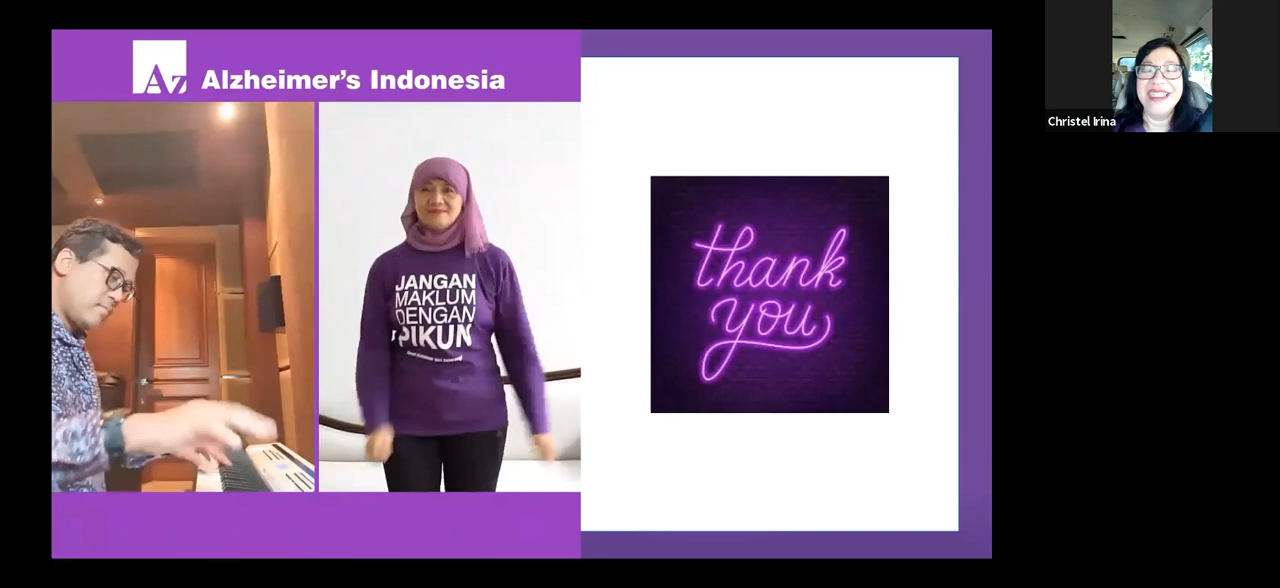 Az Alzheimer's Indonesia
JANGAN
MAKLUM
DENGAN
PIKUN
thank
you
Christel Irina